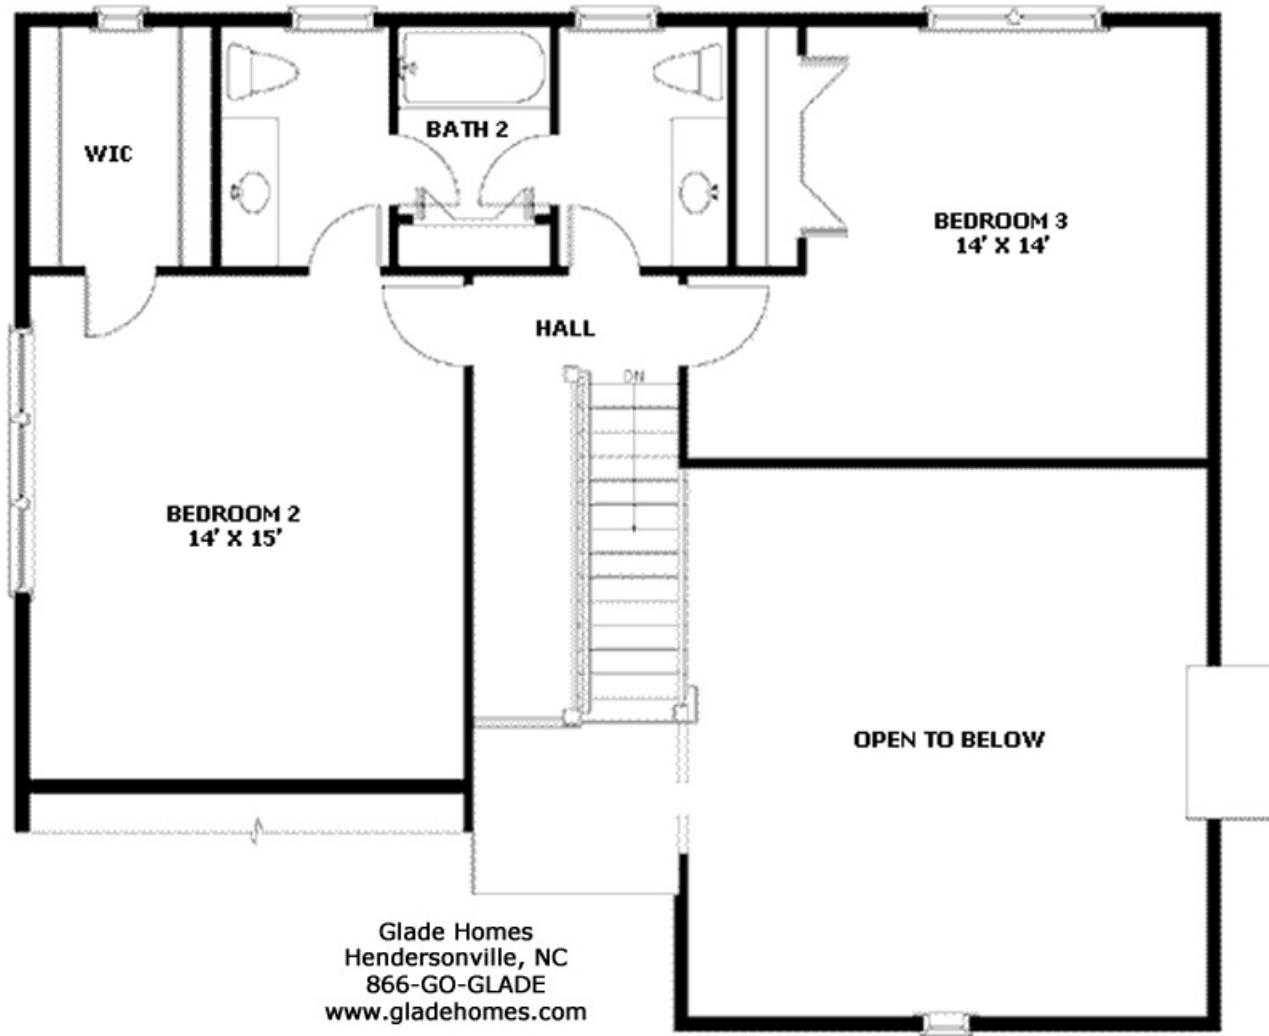 WIC
BATH 2
BEDROOM 3
14' X 14'
HALL
DN
BEDROOM 2
14' X 15'
OPEN TO BELOW
Glade Homes
Hendersonville, NC
866-GO-GLADE
www.gladehomes.com